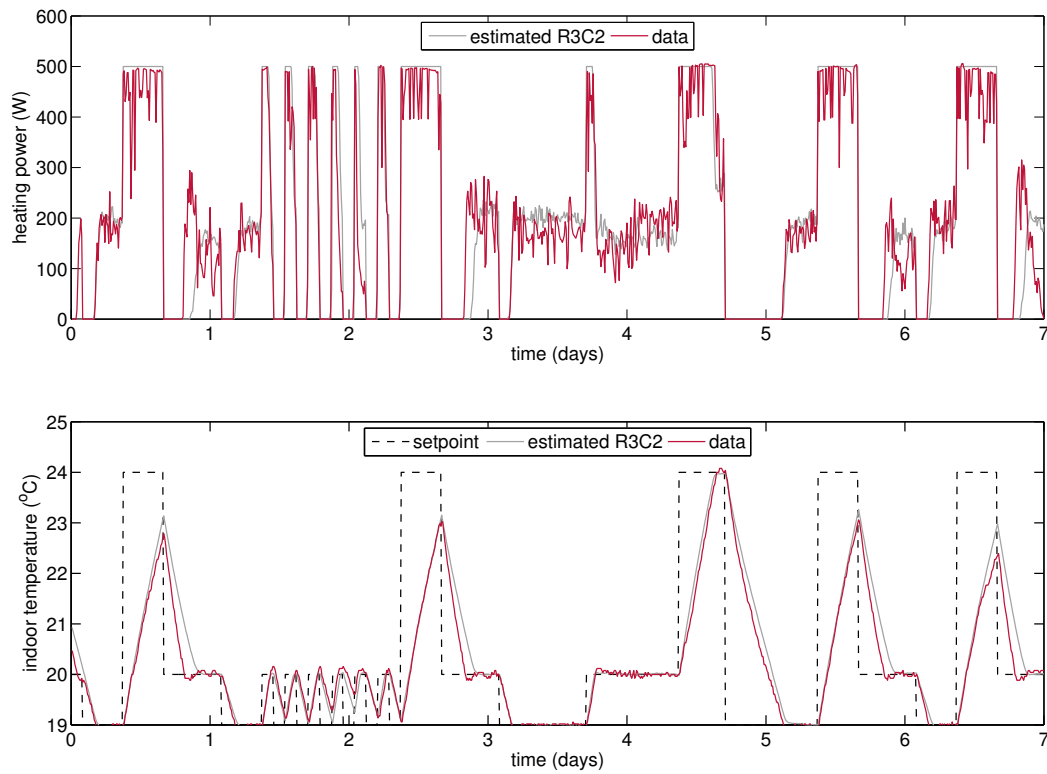 600
500
400
300
200
100
0
heating power (W)
estimated R3C2 data
1 2 3 4 5 6 7
time (days)
25
24
23
22
21
20
19
indoor temperature (°C)
setpoint estimated R3C2 data
0 1 2 3 4 5 6 7
time (days)